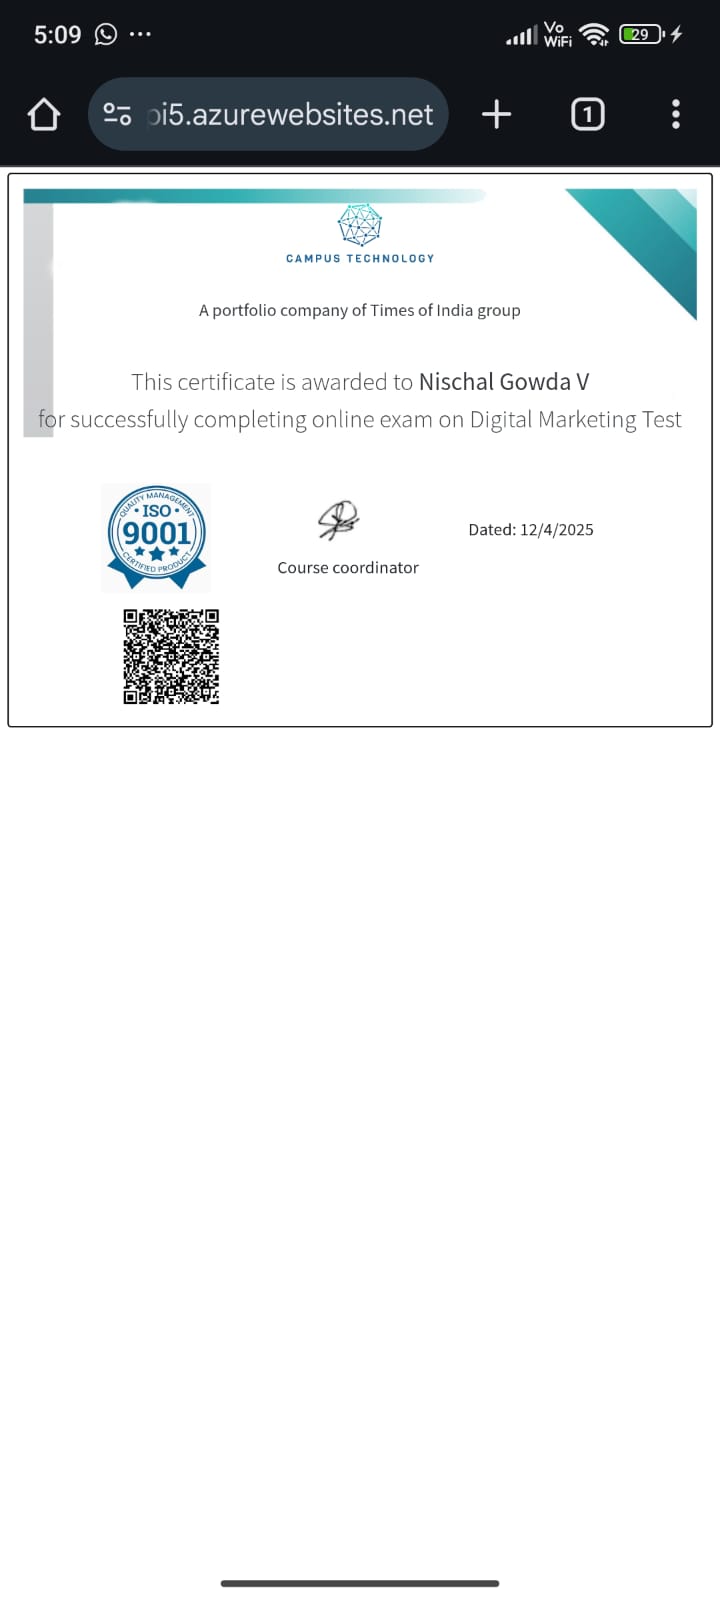 5:09
Vo
WiFi
29
pi5.azurewebsites.net
1
CAMPUS TECHNOLOGY
A portfolio company of Times of India group
This certificate is awarded to Nischal Gowda V
for successfully completing online exam on Digital Marketing Test
QUALITY MANAGEMENT
ISO
9001
CERTIFIED PRODUCT
Dated: 12/4/2025
Course coordinator